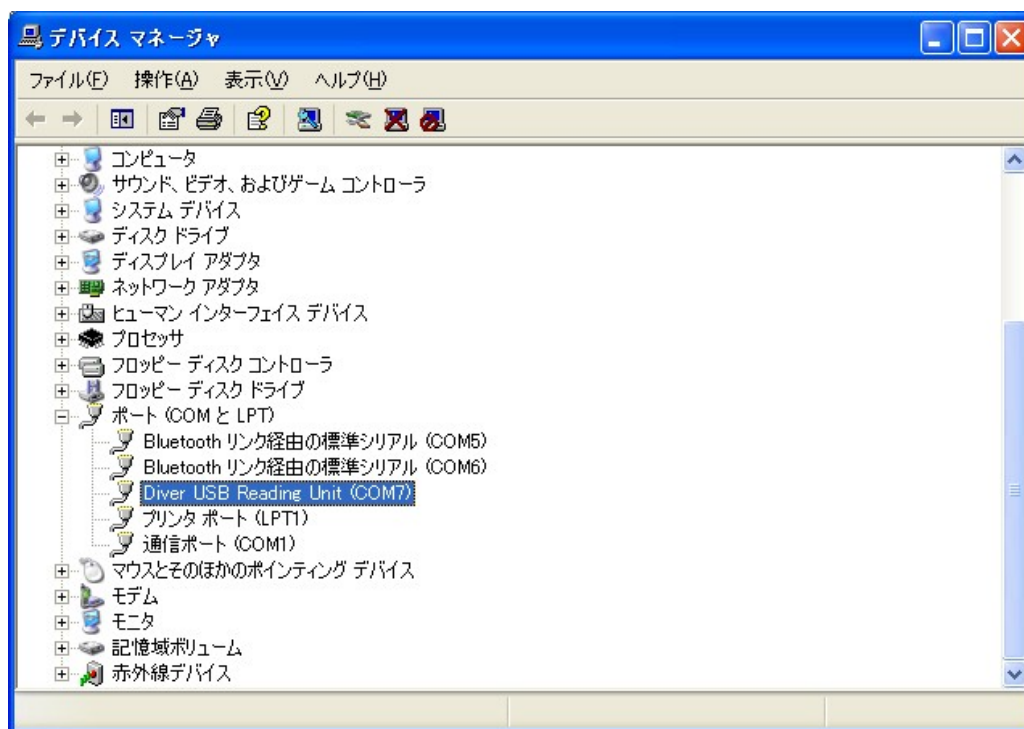 デバイス マネージャ
ファイル(F) 操作(A) 表示(V) ヘルプ(H)
コンピュータ
サウンド、ビデオ、およびゲーム コントローラ
システム デバイス
ディスク ドライブ
ディスプレイ アダプタ
ネットワーク アダプタ
ヒューマン インターフェイス デバイス
プロセッサ
フロッピー ディスク コントローラ
フロッピー ディスク ドライブ
ポート (COM と LPT)
Bluetooth リンク経由の標準シリアル (COM5)
Bluetooth リンク経由の標準シリアル (COM6)
Diver USB Reading Unit (COM7)
プリンタ ポート (LPT1)
通信ポート (COM1)
マウスとそのほかのポインティング デバイス
モデム
モニタ
記憶域ボリューム
赤外線デバイス